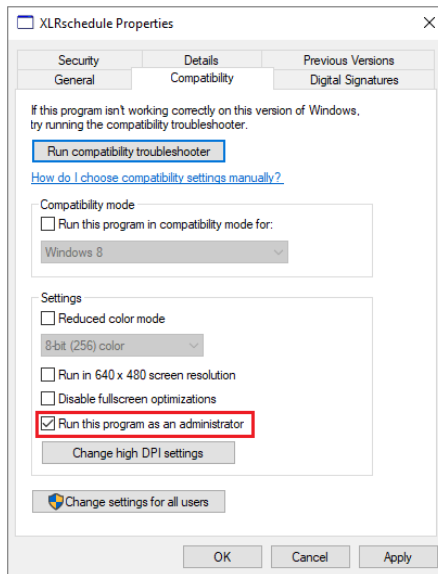 XLRschedule Properties
Security Details Previous Versions
General Compatibility Digital Signatures
If this program isn't working correctly on this version of Windows,
try running the compatibility troubleshooter.
Run compatibility troubleshooter
How do I choose compatibility settings manually?
Compatibility mode
Run this program in compatibility mode for:
Windows 8
Settings
Reduced color mode
8-bit (256) color
Run in 640 x 480 screen resolution
Disable fullscreen optimizations
Run this program as an administrator
Change high DPI settings
Change settings for all users
OK Cancel Apply